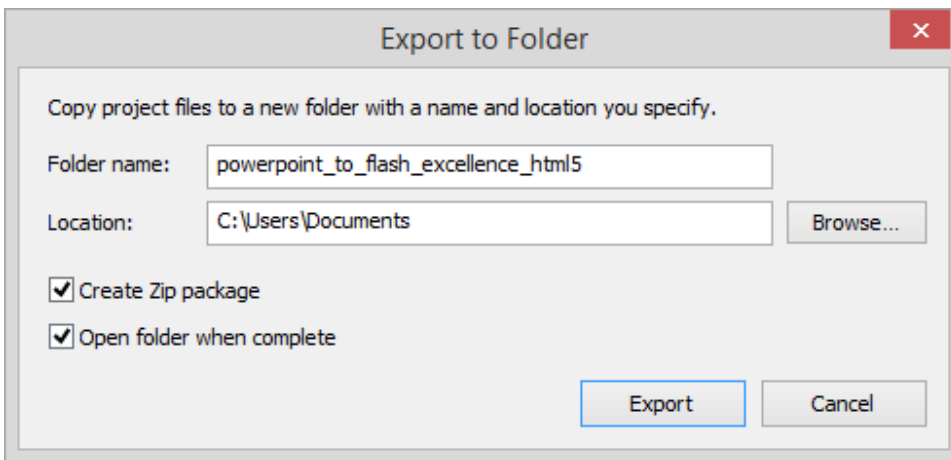 Export to Folder
Copy project files to a new folder with a name and location you specify.
Folder name: powerpoint_to_flash_excellence_html5
Location: C:\Users\Documents Browse...
Create Zip package
Open folder when complete
Export Cancel